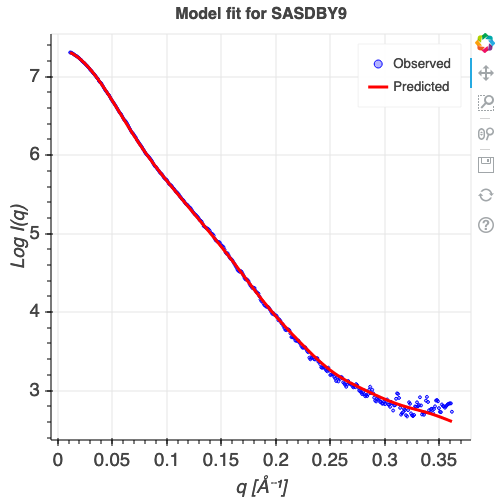 Model fit for SASDBY9
Observed
Predicted
7
6
5
4
3
Log I(q)
0 0.05 0.1 0.15 0.2 0.25 0.3 0.35
q [Å⁻¹]